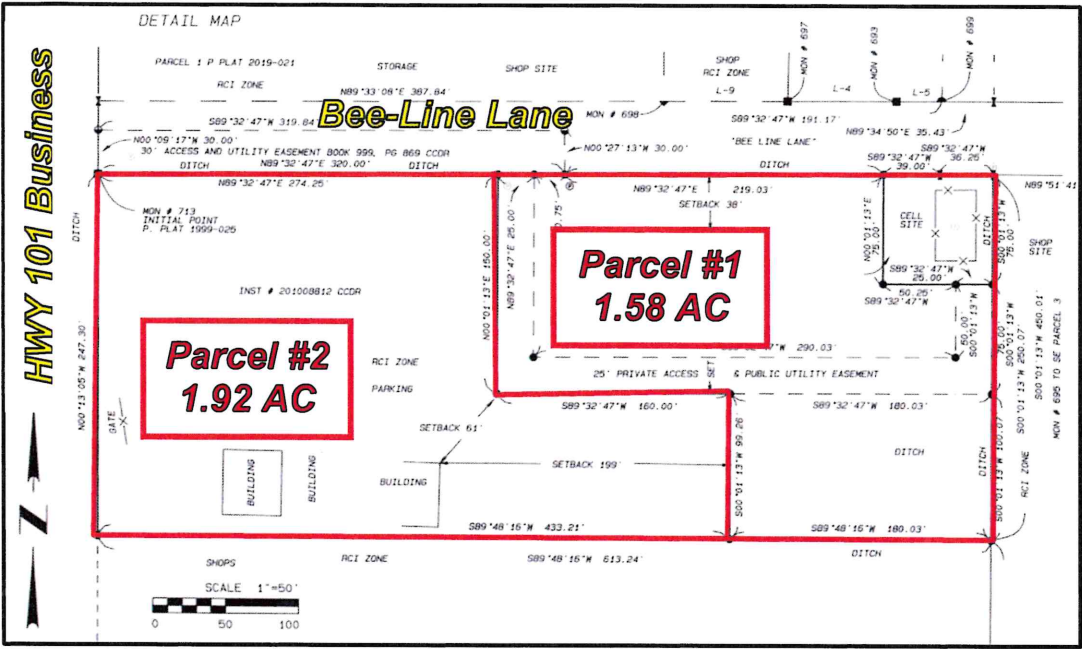 DETAIL MAP
HWY 101 Business
Z
PARCEL 1 P PLAT 2019-021
RCI ZONE
STORAGE
SHOP SITE
SHOP
RCI ZONE
MON # 697
MON # 693
MON # 699
N89°33'08"E 387.84'
L-9
L-4
L-5
S89°32'47"W 319.84'
Bee-Line Lane
MON # 698
S89°32'47"W 191.17'
N89°34'50"E 35.43'
N00°09'17"W 30.00'
N00°27'13"W 30.00'
"BEE LINE LANE"
S89°32'47"W
36.25'
30' ACCESS AND UTILITY EASEMENT BOOK 999, PG 869 CCDR
DITCH
N89°32'47"E 320.00'
DITCH
DITCH
S89°32'47"W
39.00'
N89°32'47"E 274.25'
N89°32'47"E
219.03'
N89°51'41
SETBACK 38'
MON # 713
INITIAL POINT
P. PLAT 1999-025
DITCH
N00°01'13"E 150.00'
N89°32'47"E 25.00'
0.75'
N00°01'13"E
75.00'
CELL
SITE
DITCH
S00°01'13"W
75.00'
SHOP
SITE
Parcel #1
1.58 AC
S89°32'47"W
25.00'
50.25'
S89°32'47"W
INST # 201008812 CCDR
50.00'
S00°01'13"W
75.00'
S00°01'13"W
S00°01'13"W 250.07'
S00°01'13"W 450.01'
MON # 695 TO BE PARCEL 3
N00°13'05"W 247.30'
Parcel #2
1.92 AC
RCI ZONE
PARKING
"W 290.03'
25' PRIVATE ACCESS
SET
& PUBLIC UTILITY EASEMENT
GATE
S89°32'47"W 160.00'
S89°32'47"W 180.03'
SETBACK 61'
S00°01'13"W 99.26'
DITCH
DITCH
S00°01'13"W 100.07'
RCI ZONE
SETBACK 199'
BUILDING
BUILDING
BUILDING
S89°48'16"W 433.21'
S89°48'16"W 180.03'
SHOPS
RCI ZONE
S89°48'16"W 613.24'
DITCH
SCALE 1"=50'
0 50 100